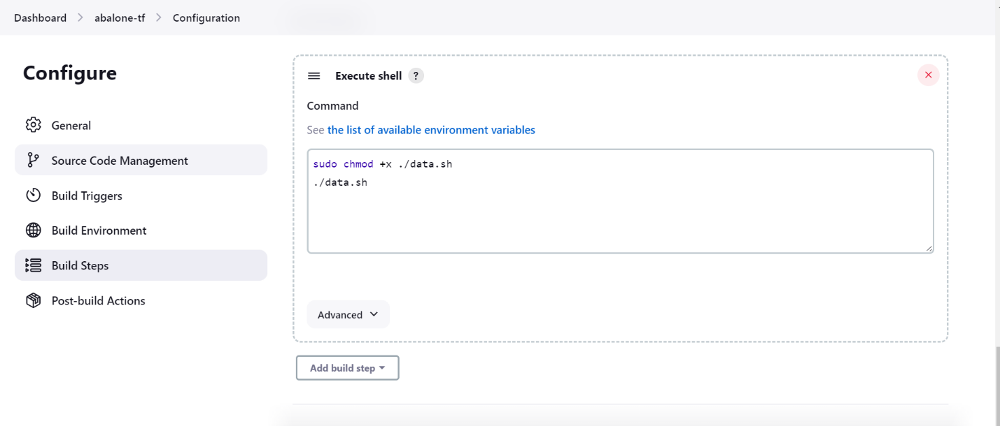 Dashboard > abalone-tf > Configuration
Configure
General
Source Code Management
Build Triggers
Build Environment
Build Steps
Post-build Actions
Execute shell ?
Command
See the list of available environment variables
sudo chmod +x ./data.sh
./data.sh
Advanced
Add build step